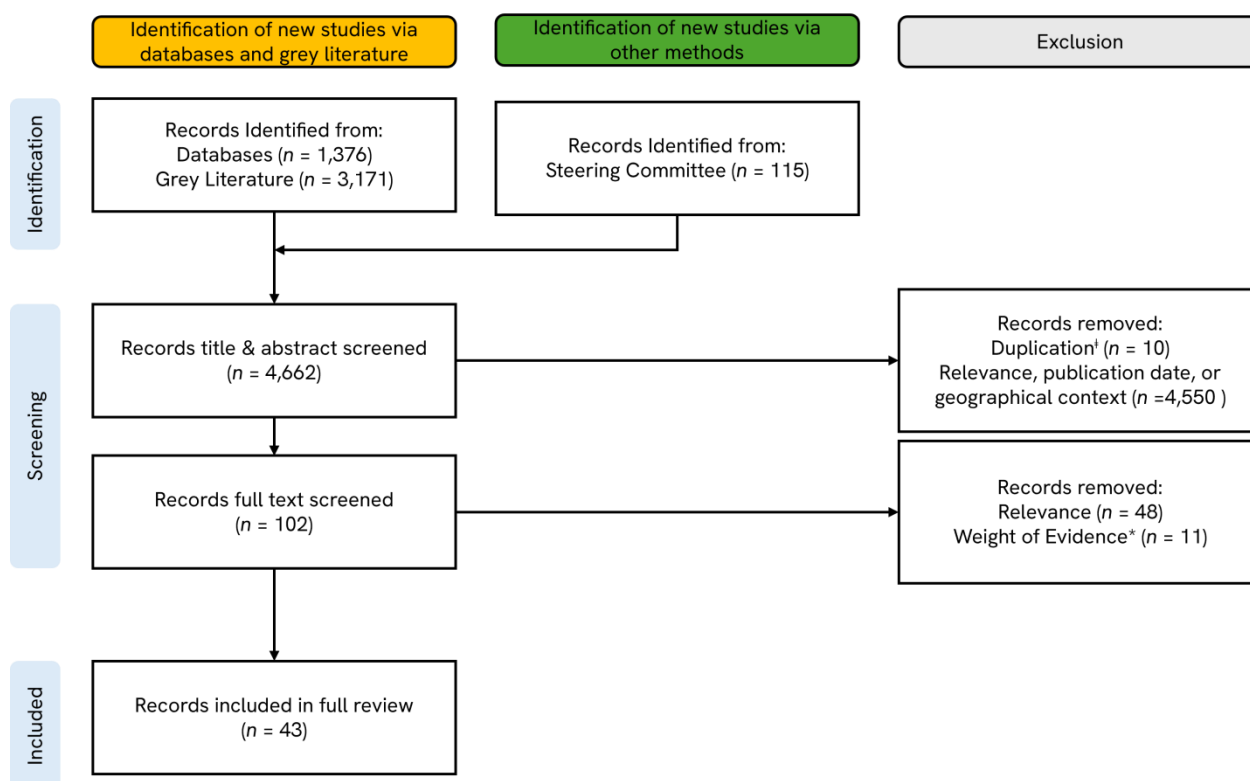 Identification of new studies via
databases and grey literature
Identification of new studies via
other methods
Exclusion
Identification
Records Identified from:
Databases (n = 1,376)
Grey Literature (n = 3,171)
Records Identified from:
Steering Committee (n = 115)
Screening
Records title & abstract screened
(n = 4,662)
Records removed:
Duplication‡ (n = 10)
Relevance, publication date, or
geographical context (n =4,550 )
Records full text screened
(n = 102)
Records removed:
Relevance (n = 48)
Weight of Evidence* (n = 11)
Included
Records included in full review
(n = 43)